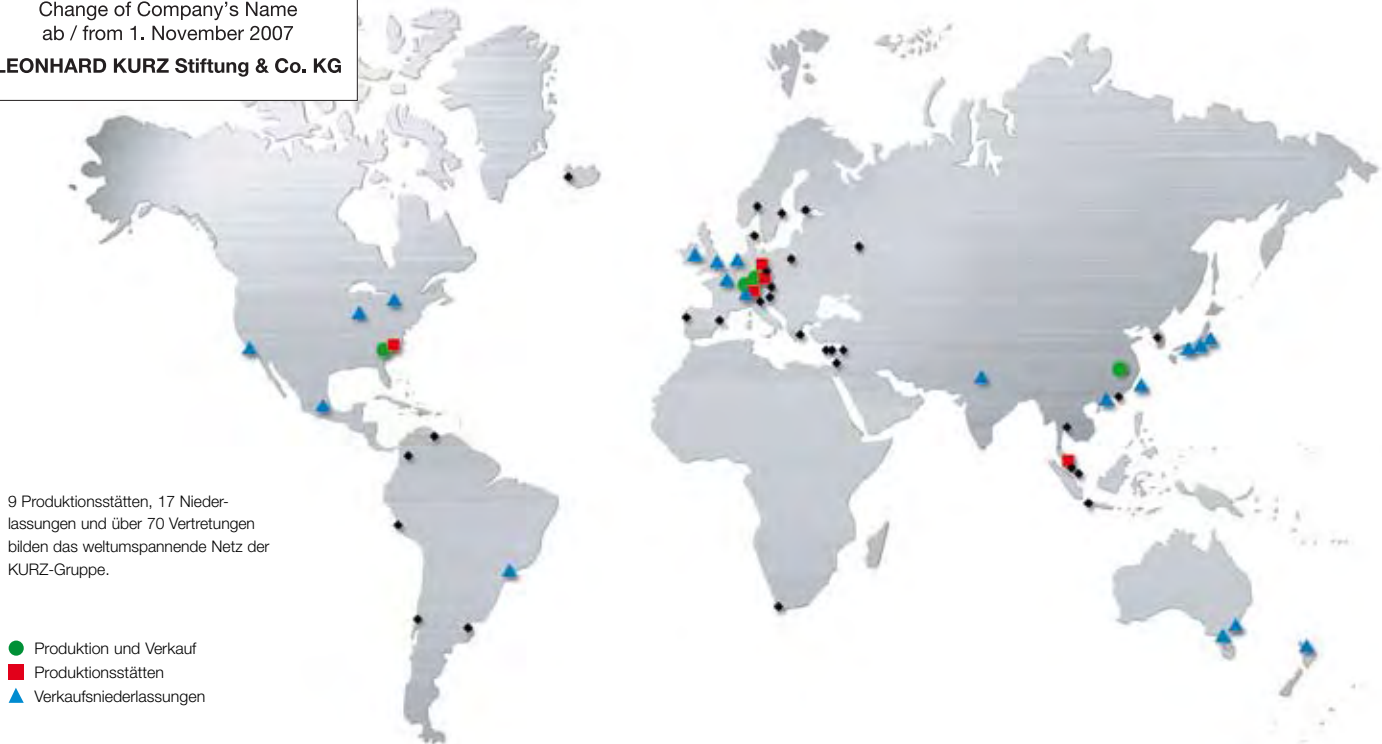 Change of Company’s Name
ab / from 1. November 2007
LEONHARD KURZ Stiftung & Co. KG
9 Produktionsstätten, 17 Nieder-
lassungen und über 70 Vertretungen
bilden das weltumspannende Netz der
KURZ-Gruppe.
Produktion und Verkauf
Produktionsstätten
Verkaufsniederlassungen